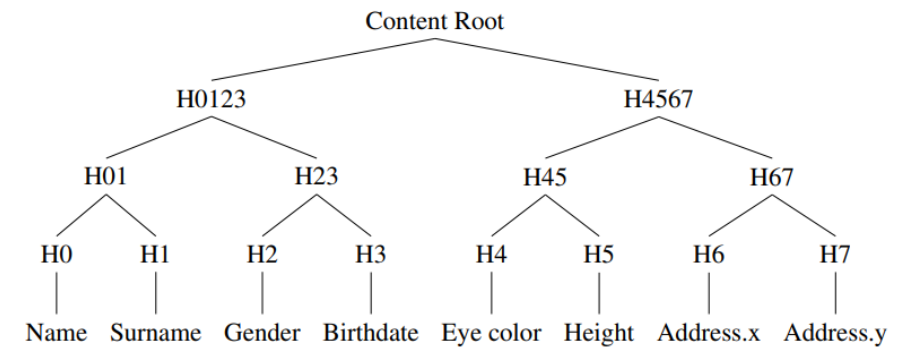 Content Root
H0123 H4567
H01 H23 H45 H67
H0 H1 H2 H3 H4 H5 H6 H7
Name Surname Gender Birthdate Eye color Height Address.x Address.y